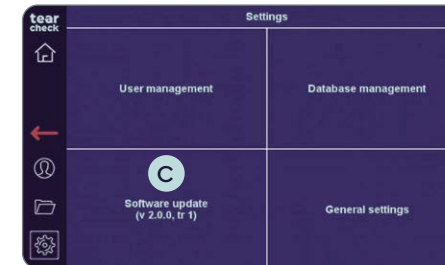 tear
check
Settings
User management
Database management
C
Software update
(v 2.0.0, tr 1)
General settings